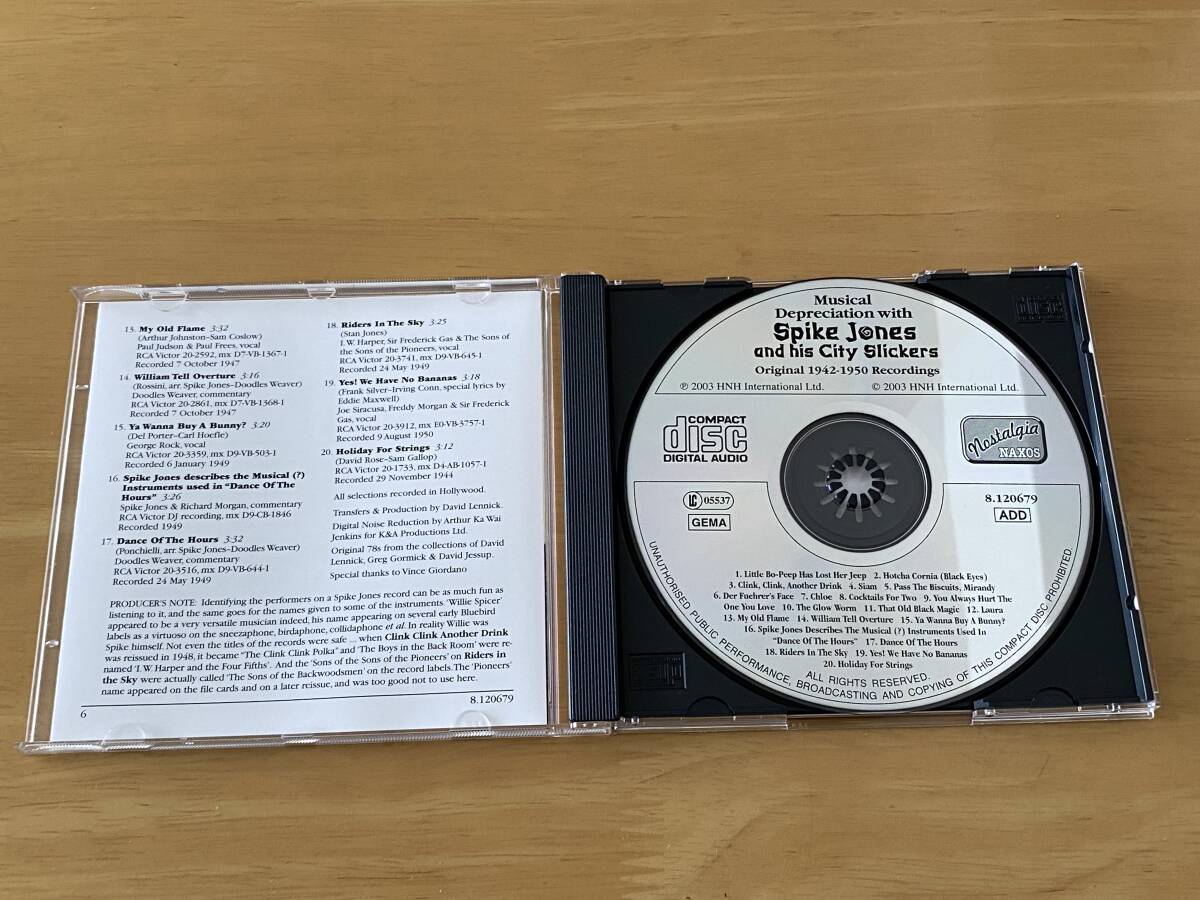 13. My Old Flame 3:32
(Arthur Johnston–Sam Coslow)
Paul Judson & Paul Frees, vocal
RCA Victor 20-2592, mx D7-VB-1367-1
Recorded 7 October 1947
14. William Tell Overture 3:16
(Rossini, arr. Spike Jones–Doodles Weaver)
Doodles Weaver, commentary
RCA Victor 20-2861, mx D7-VB-1368-1
Recorded 7 October 1947
15. Ya Wanna Buy A Bunny? 3:20
(Del Porter–Carl Hoefle)
George Rock, vocal
RCA Victor 20-3359, mx D9-VB-503-1
Recorded 6 January 1949
16. Spike Jones describes the Musical (?)
Instruments used in "Dance Of The
Hours" 3:26
Spike Jones & Richard Morgan, commentary
RCA Victor DJ recording, mx D9-CB-1846
Recorded 1949
17. Dance Of The Hours 3:32
(Ponchielli, arr. Spike Jones–Doodles Weaver)
Doodles Weaver, commentary
RCA Victor 20-3516, mx D9-VB-644-1
Recorded 24 May 1949
18. Riders In The Sky 3:25
(Stan Jones)
I.W. Harper, Sir Frederick Gas & The Sons of
the Sons of the Pioneers, vocal
RCA Victor 20-3741, mx D9-VB-645-1
Recorded 24 May 1949
19. Yes! We Have No Bananas 3:18
(Frank Silver–Irving Conn, special lyrics by
Eddie Maxwell)
Joe Siracusa, Freddy Morgan & Sir Frederick
Gas, vocal
RCA Victor 20-3912, mx E0-VB-3757-1
Recorded 9 August 1950
20. Holiday For Strings 3:12
(David Rose–Sam Gallop)
RCA Victor 20-1733, mx D4-AB-1057-1
Recorded 29 November 1944
All selections recorded in Hollywood.
Transfers & Production by David Lennick.
Digital Noise Reduction by Arthur Ka Wai
Jenkins for K&A Productions Ltd.
Original 78s from the collections of David
Lennick, Greg Gormick & David Jessup.
Special thanks to Vince Giordano
PRODUCER'S NOTE: Identifying the performers on a Spike Jones record can be as much fun as
listening to it, and the same goes for the names given to some of the instruments. 'Willie Spicer'
appeared to be a very versatile musician indeed, his name appearing on several early Bluebird
labels as a virtuoso on the sneezaphone, birdaphone, collidaphone et al. In reality Willie was
Spike himself. Not even the titles of the records were safe ... when Clink Clink Another Drink
was reissued in 1948, it became "The Clink Clink Polka" and 'The Boys in the Back Room' were re-
named 'I.W. Harper and the Four Fifths'. And the 'Sons of the Sons of the Pioneers' on Riders in
the Sky were actually called 'The Sons of the Backwoodsmen' on the record labels. The 'Pioneers'
name appeared on the file cards and on a later reissue, and was too good not to use here.
6
8.120679
Musical
Depreciation with
Spike Jones
and his City Slickers
Original 1942-1950 Recordings
℗ 2003 HNH International Ltd. © 2003 HNH International Ltd.
COMPACT
disc
DIGITAL AUDIO
Nostalgia
NAXOS
LC 05537
GEMA
8.120679
ADD
1. Little Bo-Peep Has Lost Her Jeep 2. Hotcha Cornia (Black Eyes)
3. Clink, Clink, Another Drink 4. Siam 5. Pass The Biscuits, Mirandy
6. Der Fuehrer's Face 7. Chloe 8. Cocktails For Two 9. You Always Hurt The
One You Love 10. The Glow Worm 11. That Old Black Magic 12. Laura
13. My Old Flame 14. William Tell Overture 15. Ya Wanna Buy A Bunny?
16. Spike Jones Describes The Musical (?) Instruments Used In
"Dance Of The Hours" 17. Dance Of The Hours
18. Riders In The Sky 19. Yes! We Have No Bananas
20. Holiday For Strings
ALL RIGHTS RESERVED.
UNAUTHORISED PUBLIC PERFORMANCE, BROADCASTING AND COPYING OF THIS COMPACT DISC PROHIBITED.